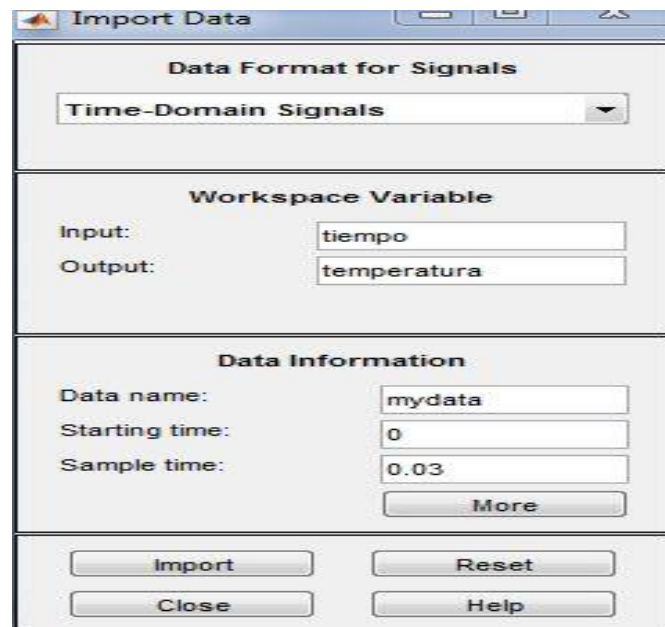 Import Data
Data Format for Signals
Time-Domain Signals
Workspace Variable
Input: tiempo
Output: temperatura
Data Information
Data name: mydata
Starting time: 0
Sample time: 0.03
More
Import Reset
Close Help